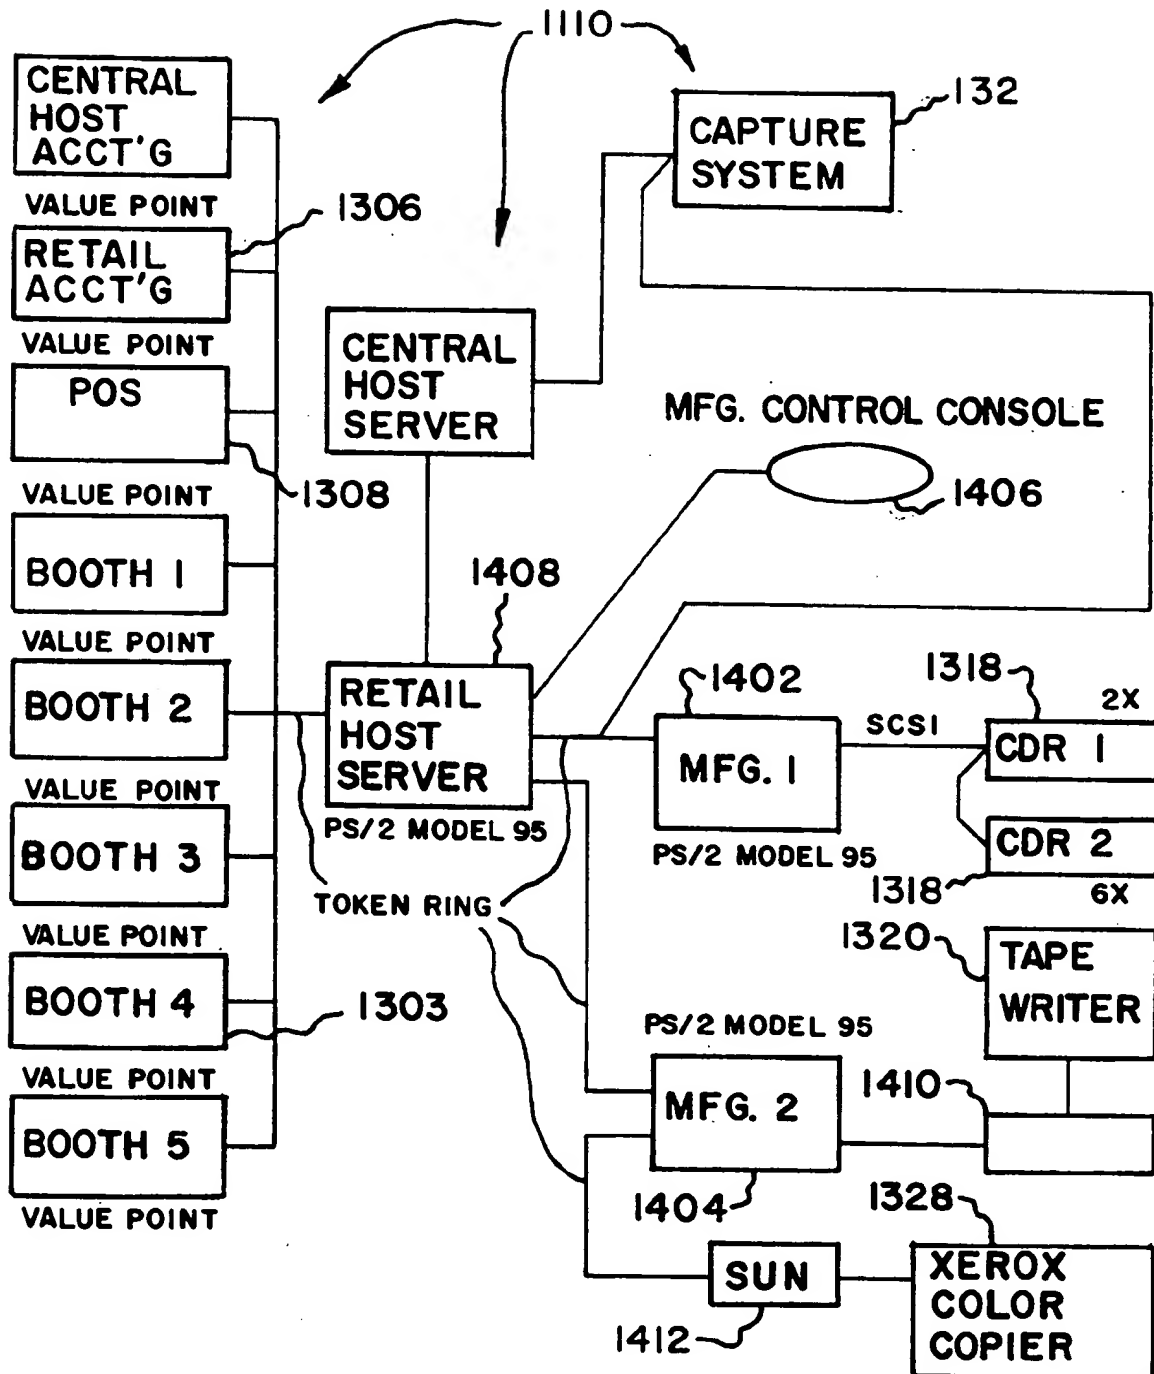 1110
CENTRAL
HOST
ACCT'G
VALUE POINT
1306
RETAIL
ACCT'G
VALUE POINT
POS
1308
VALUE POINT
BOOTH 1
VALUE POINT
BOOTH 2
VALUE POINT
BOOTH 3
VALUE POINT
BOOTH 4
1303
VALUE POINT
BOOTH 5
VALUE POINT
CAPTURE
SYSTEM
132
CENTRAL
HOST
SERVER
MFG. CONTROL CONSOLE
1406
1408
RETAIL
HOST
SERVER
PS/2 MODEL 95
TOKEN RING
1402
MFG. 1
PS/2 MODEL 95
SCSI
1318
2X
CDR 1
CDR 2
1318
6X
1320
TAPE
WRITER
PS/2 MODEL 95
MFG. 2
1404
1410
1328
SUN
1412
XEROX
COLOR
COPIER